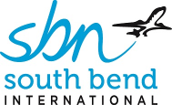 sbn
south bend
INTERNATIONAL